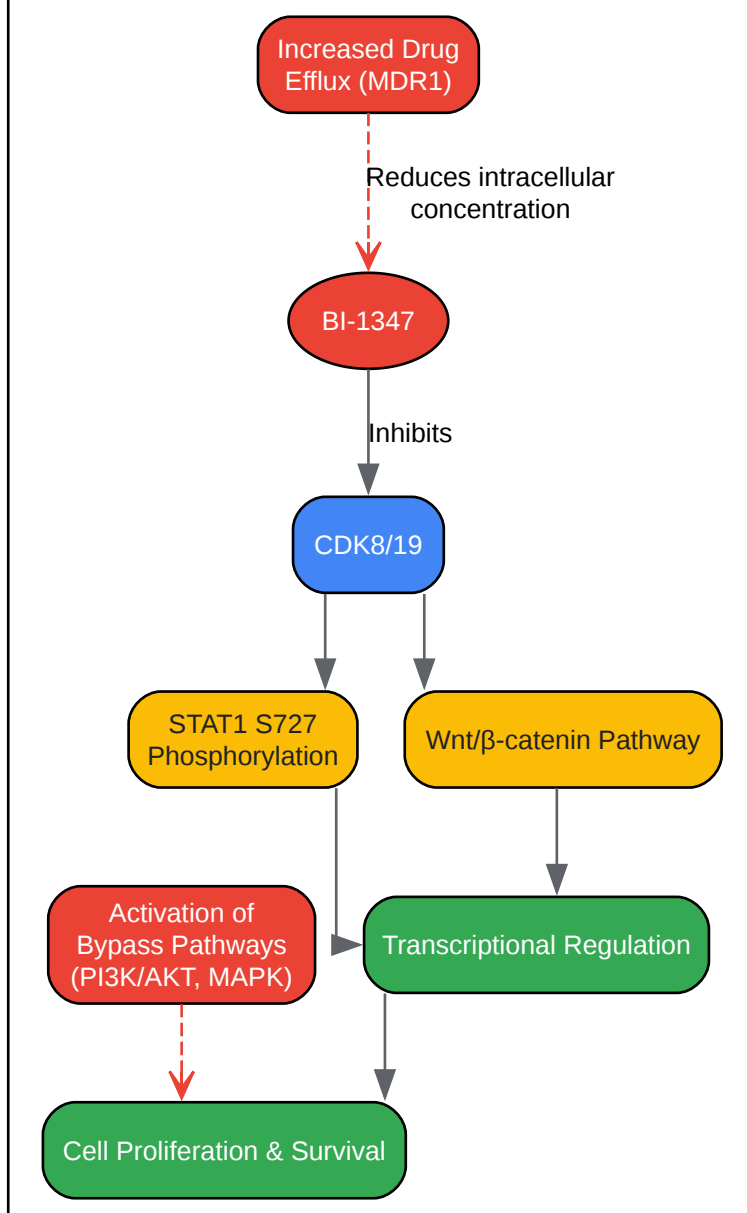 Increased Drug
Efflux (MDR1)
Reduces intracellular
concentration
BI-1347
Inhibits
CDK8/19
STAT1 S727
Phosphorylation
Wnt/β-catenin Pathway
Activation of
Bypass Pathways
(PI3K/AKT, MAPK)
Transcriptional Regulation
Cell Proliferation & Survival